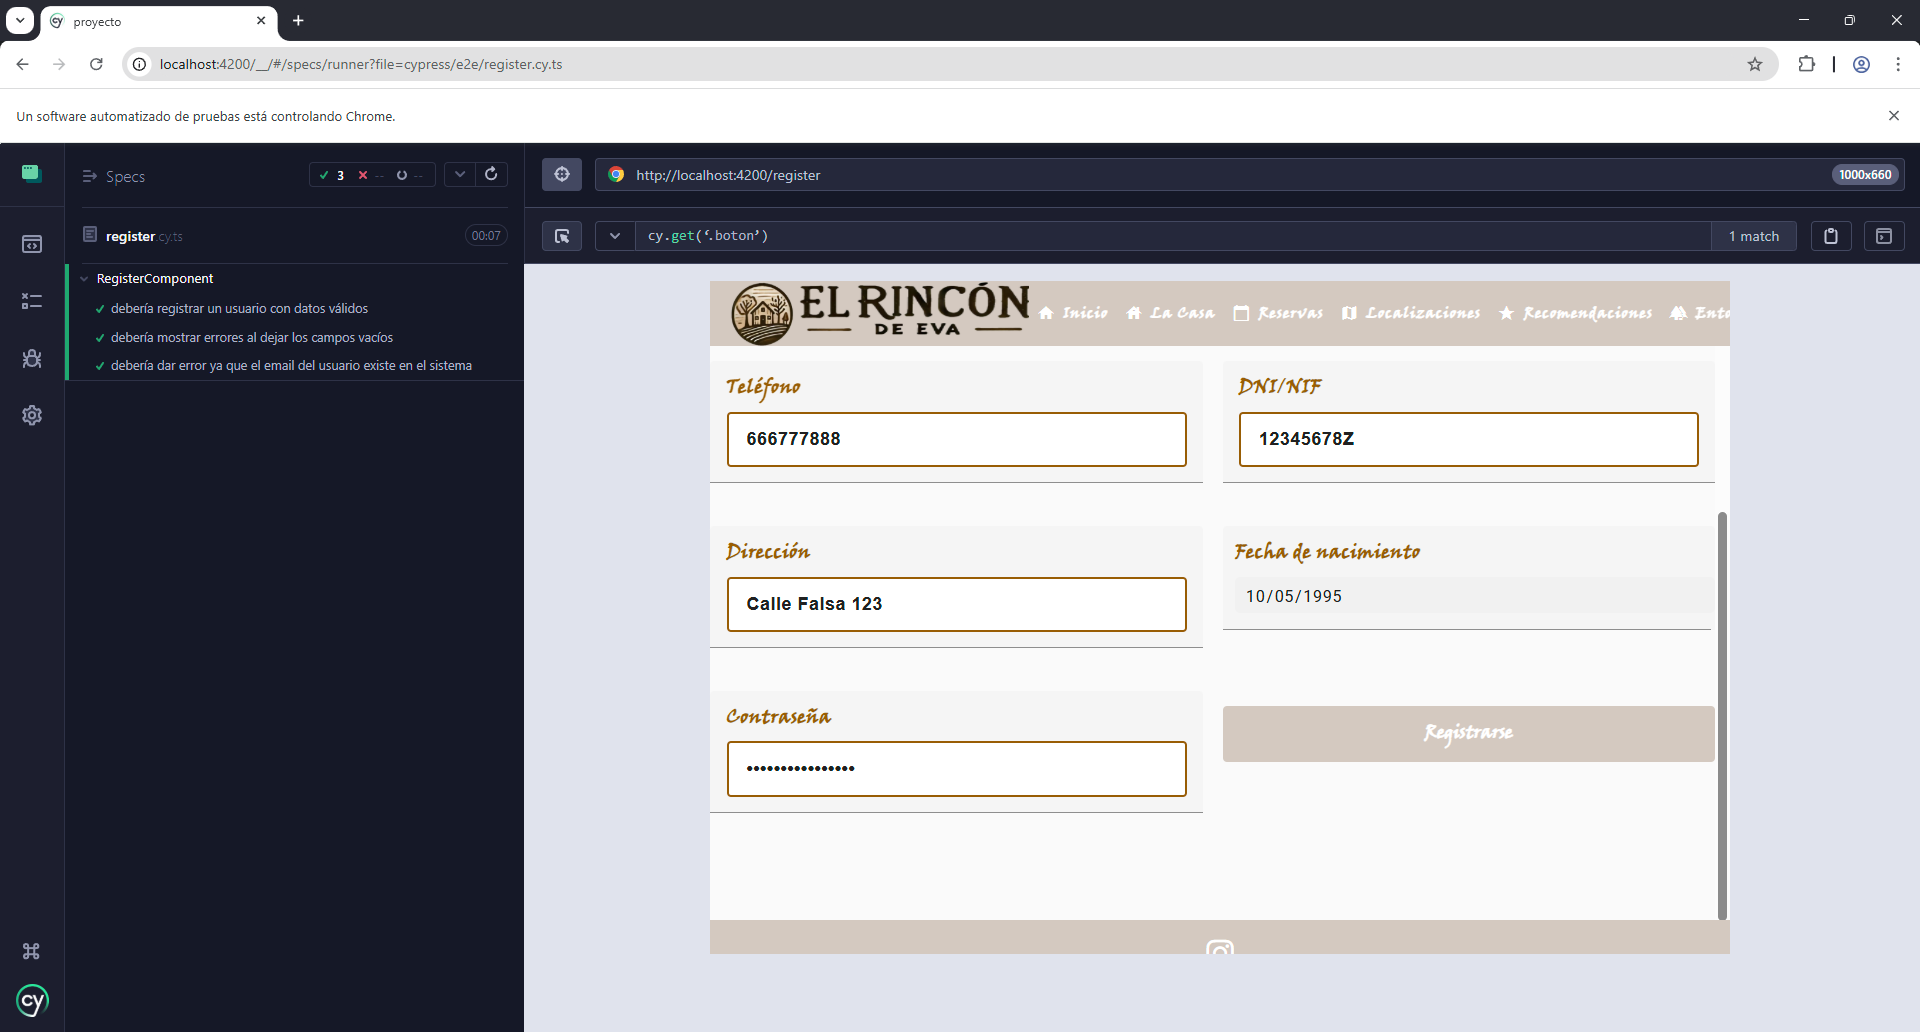 proyecto
localhost:4200/__/#/specs/runner?file=cypress/e2e/register.cy.ts
Un software automatizado de pruebas está controlando Chrome.
Specs
3 -- --
http://localhost:4200/register
1000x660
register.cy.ts
00:07
cy.get(‘.boton’)
1 match
RegisterComponent
debería registrar un usuario con datos válidos
debería mostrar errores al dejar los campos vacíos
debería dar error ya que el email del usuario existe en el sistema
EL RINCÓN
DE EVA
Inicio
La Casa
Reservas
Localizaciones
Recomendaciones
Ento
Teléfono
DNI/NIF
666777888
12345678Z
Dirección
Fecha de nacimiento
Calle Falsa 123
10/05/1995
Contraseña
••••••••••••••••
Registrarse
cy